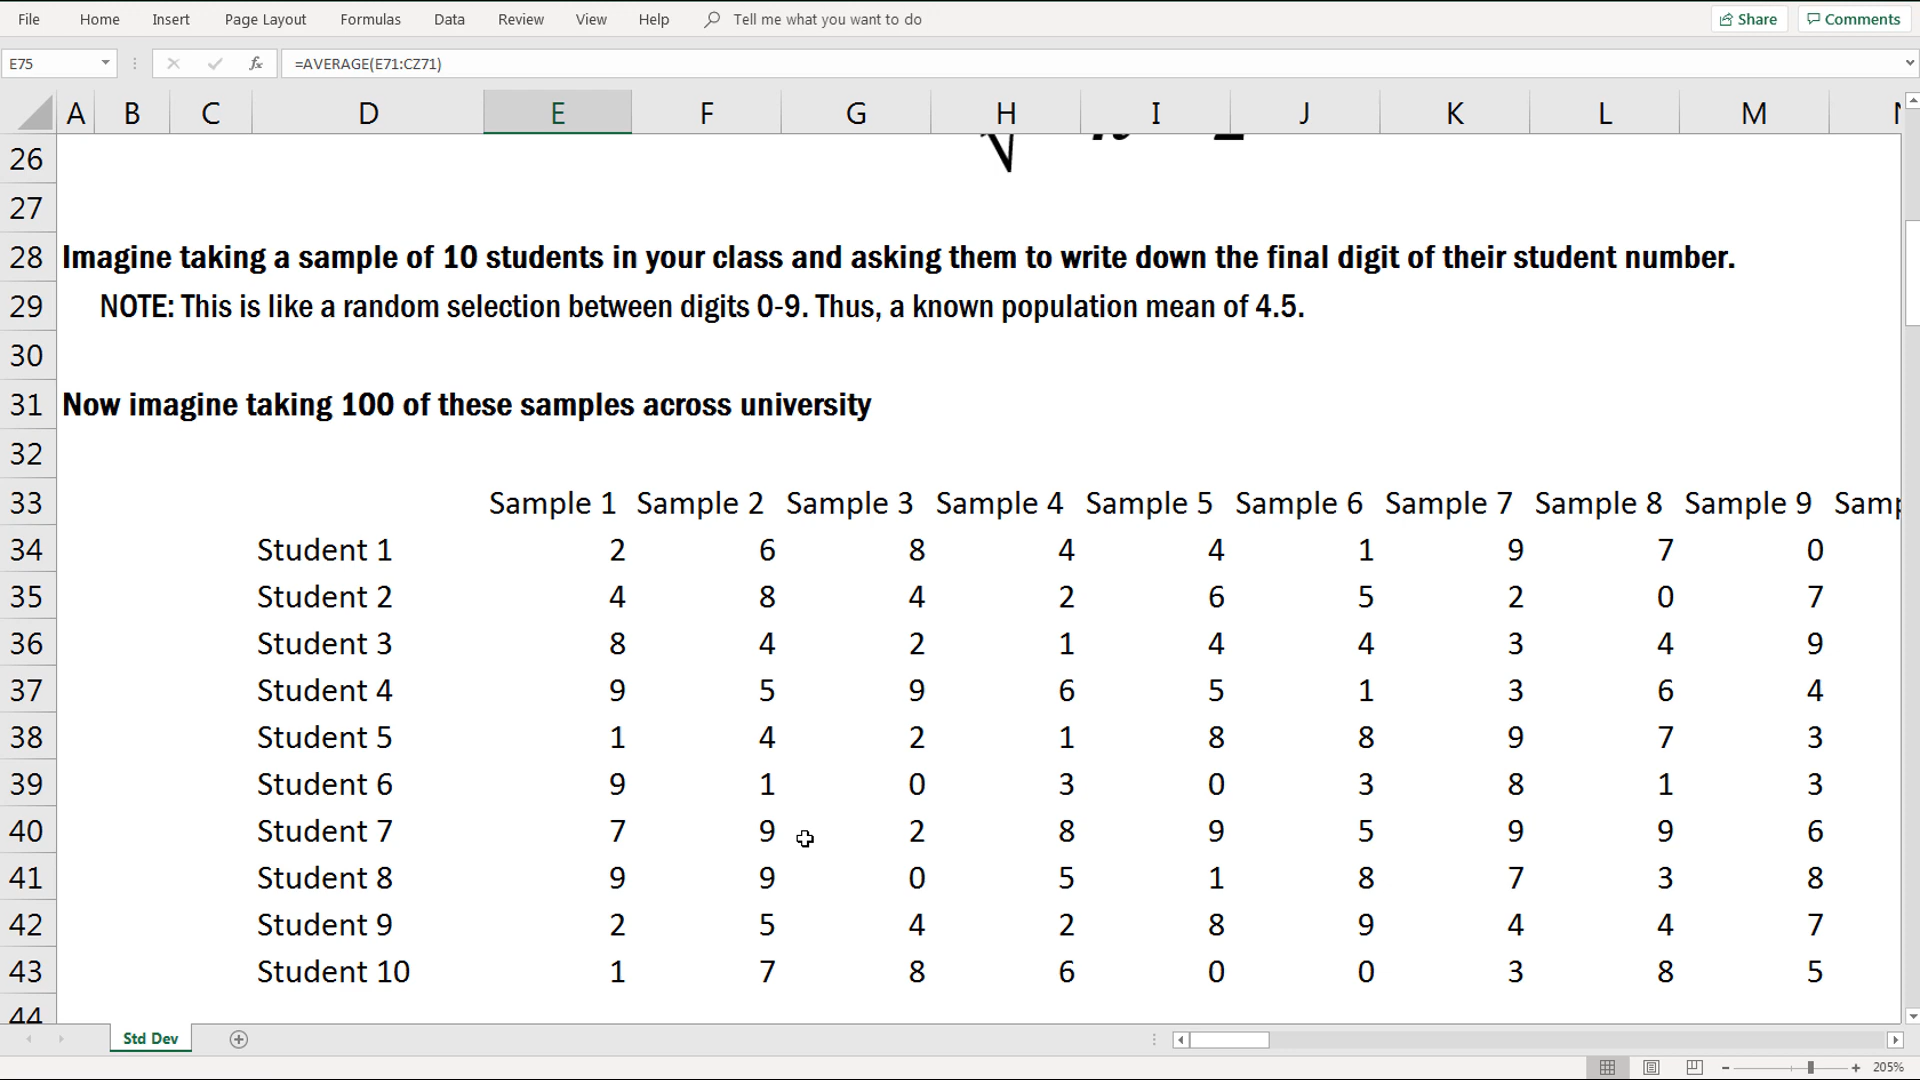 File Home Insert Page Layout Formulas Data Review View Help Tell me what you want to do Share Comments
E75 fx =AVERAGE(E71:CZ71)
A B C D E F G H I J K L M
26
27
28 Imagine taking a sample of 10 students in your class and asking them to write down the final digit of their student number.
29 NOTE: This is like a random selection between digits 0-9. Thus, a known population mean of 4.5.
30
31 Now imagine taking 100 of these samples across university
32
33 Sample 1 Sample 2 Sample 3 Sample 4 Sample 5 Sample 6 Sample 7 Sample 8 Sample 9
34 Student 1 2 6 8 4 4 1 9 7 0
35 Student 2 4 8 4 2 6 5 2 0 7
36 Student 3 8 4 2 1 4 4 3 4 9
37 Student 4 9 5 9 6 5 1 3 6 4
38 Student 5 1 4 2 1 8 8 9 7 3
39 Student 6 9 1 0 3 0 3 8 1 3
40 Student 7 7 9 2 8 9 5 9 9 6
41 Student 8 9 9 0 5 1 8 7 3 8
42 Student 9 2 5 4 2 8 9 4 4 7
43 Student 10 1 7 8 6 0 0 3 8 5
44
Std Dev
205%